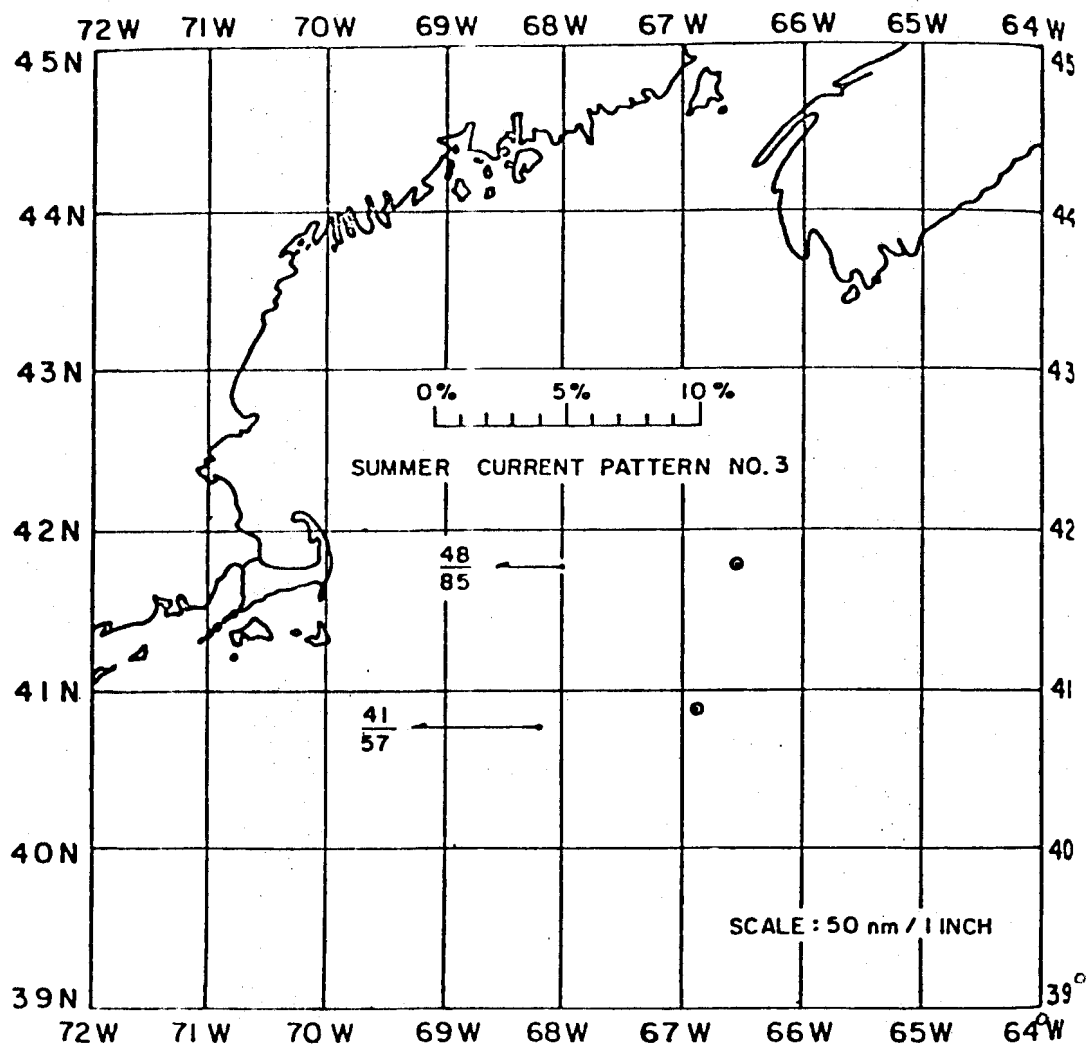 72W 71W 70W 69W 68W 67W 66W 65W 64W
45N 45
44N 44
43N 43
0% 5% 10%
SUMMER CURRENT PATTERN NO. 3
42N 42
48
85
41N 41
41
57
40N 40
SCALE : 50 nm / 1 INCH
39N 39°
72W 71W 70W 69W 68W 67W 66W 65W 64°W